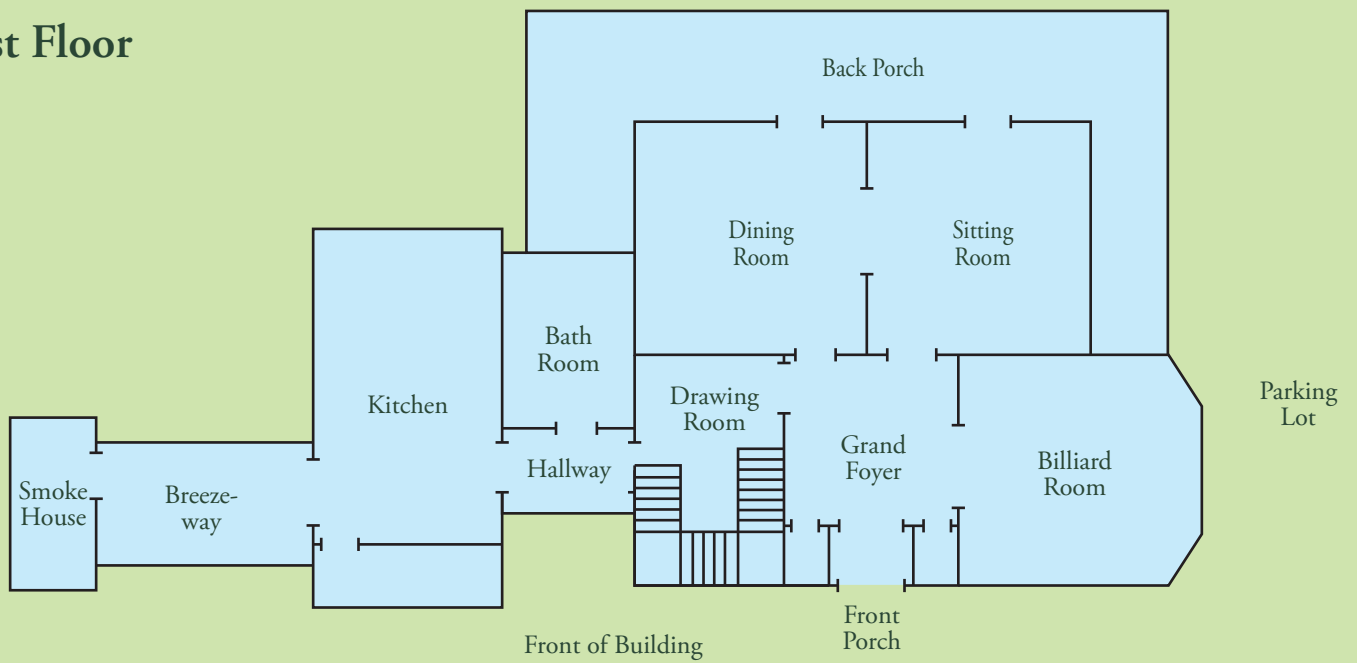 st Floor
Back Porch
Dining
Room
Sitting
Room
Bath
Room
Kitchen
Drawing
Room
Parking
Lot
Grand
Foyer
Hallway
Billiard
Room
Smoke
House
Breeze-
way
Front
Porch
Front of Building